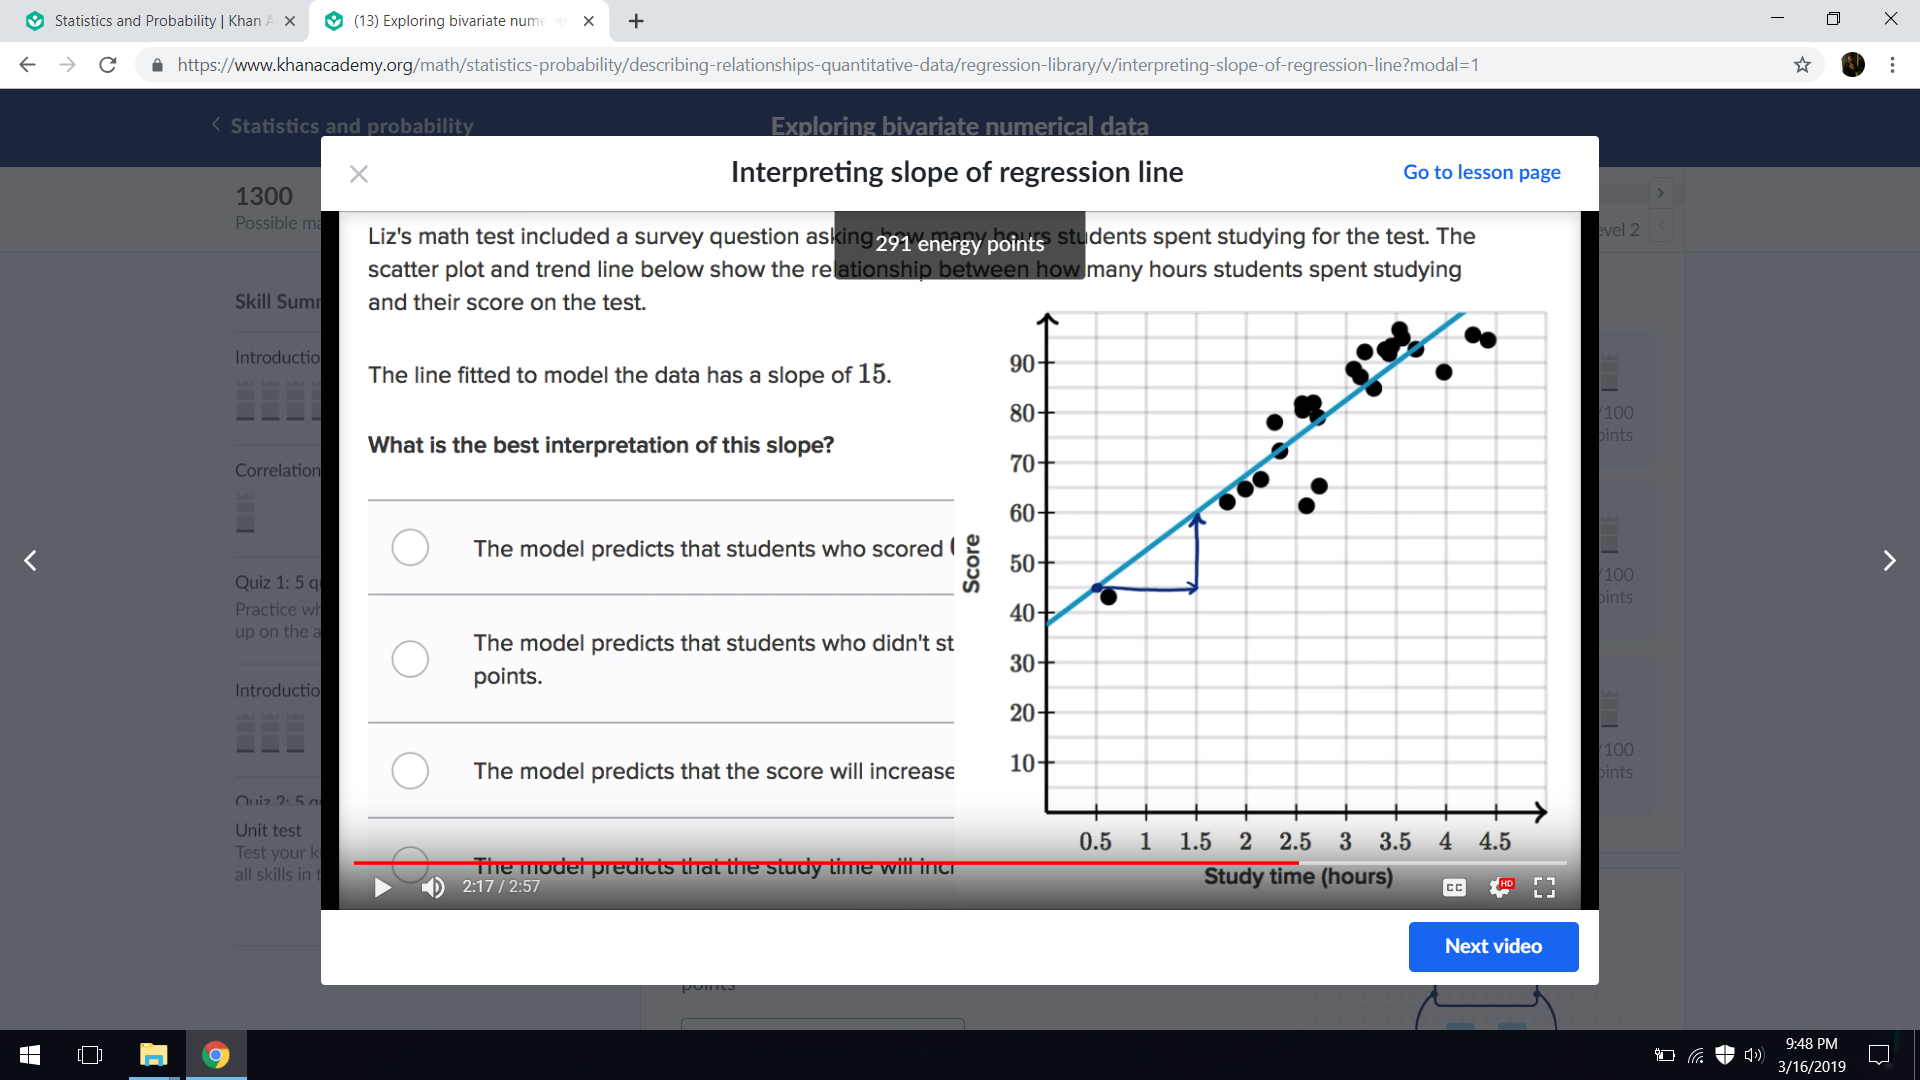 Statistics and Probability | Khan A
(13) Exploring bivariate nume
https://www.khanacademy.org/math/statistics-probability/describing-relationships-quantitative-data/regression-library/v/interpreting-slope-of-regression-line?modal=1
Statistics and probability
Exploring bivariate numerical data
Interpreting slope of regression line
Go to lesson page
1300
Possible ma
evel 2
291 energy points
Liz's math test included a survey question asking how many hours students spent studying for the test. The
scatter plot and trend line below show the relationship between how many hours students spent studying
and their score on the test.
The line fitted to model the data has a slope of 15.
What is the best interpretation of this slope?
The model predicts that students who scored
The model predicts that students who didn't st
points.
The model predicts that the score will increase
The model predicts that the study time will incr
Score
90
80
70
60
50
40
30
20
10
0.5 1 1.5 2 2.5 3 3.5 4 4.5
Study time (hours)
2:17 / 2:57
CC
HD
Next video
Skill Summ
Introductio
Correlation
Quiz 1: 5 q
Practice wh
up on the a
Introductio
Quiz 2: 5 q
Unit test
Test your k
all skills in t
/100
oints
/100
oints
/100
oints
points
9:48 PM
3/16/2019